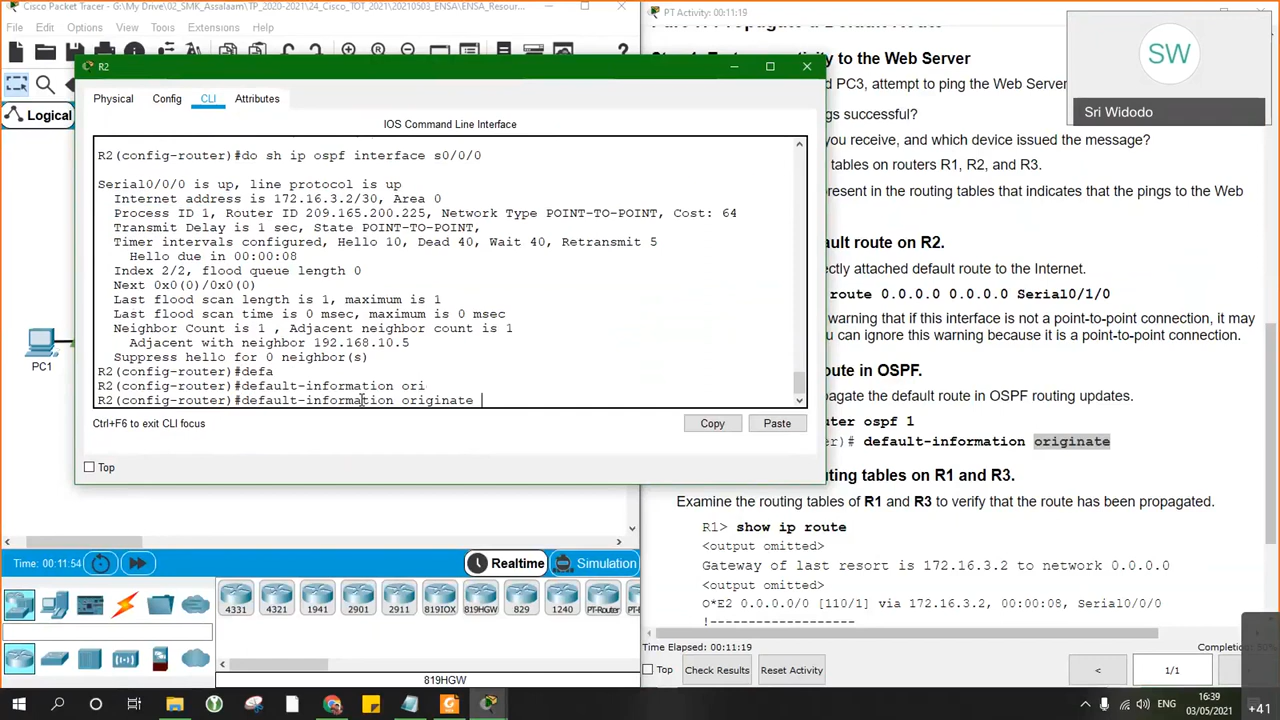 Cisco Packet Tracer - G:\My Drive\02_SMK_Assalaam\TP_2020-2021\24_Cisco_TOT_2021\20210503_ENSA\ENSA_Resour...
File Edit Options View Tools Extensions Help
Logical
R2
Physical Config CLI Attributes
IOS Command Line Interface
R2(config-router)#do sh ip ospf interface s0/0/0
Serial0/0/0 is up, line protocol is up
Internet address is 172.16.3.2/30, Area 0
Process ID 1, Router ID 209.165.200.225, Network Type POINT-TO-POINT, Cost: 64
Transmit Delay is 1 sec, State POINT-TO-POINT,
Timer intervals configured, Hello 10, Dead 40, Wait 40, Retransmit 5
Hello due in 00:00:08
Index 2/2, flood queue length 0
Next 0x0(0)/0x0(0)
Last flood scan length is 1, maximum is 1
Last flood scan time is 0 msec, maximum is 0 msec
Neighbor Count is 1 , Adjacent neighbor count is 1
Adjacent with neighbor 192.168.10.5
Suppress hello for 0 neighbor(s)
R2(config-router)#defa
R2(config-router)#default-information ori
R2(config-router)#default-information originate
Ctrl+F6 to exit CLI focus
Copy Paste
Top
PC1
Time: 00:11:54
Realtime Simulation
4331 4321 1941 2901 2911 819IOX 819HGW 829 1240 PT-Router
819HGW
PT Activity: 00:11:19
to the Web Server
d PC3, attempt to ping the Web Server
gs successful?
you receive, and which device issued the message?
tables on routers R1, R2, and R3.
present in the routing tables that indicates that the pings to the Web
ault route on R2.
ectly attached default route to the Internet.
route 0.0.0.0 0.0.0.0 Serial0/1/0
warning that if this interface is not a point-to-point connection, it may
u can ignore this warning because it is a point-to-point connection.
route in OSPF.
pagate the default route in OSPF routing updates.
uter ospf 1
er)# default-information originate
uting tables on R1 and R3.
Examine the routing tables of R1 and R3 to verify that the route has been propagated.
R1> show ip route
<output omitted>
Gateway of last resort is 172.16.3.2 to network 0.0.0.0
<output omitted>
O*E2 0.0.0.0/0 [110/1] via 172.16.3.2, 00:00:08, Serial0/0/0
!-------------------
Time Elapsed: 00:11:19
Top Check Results Reset Activity < 1/1
SW
Sri Widodo
ENG
16:39
03/05/2021
+41